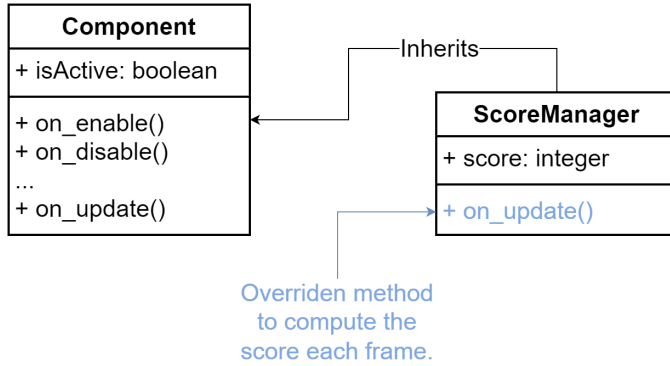 Component
+ isActive: boolean
+ on_enable()
+ on_disable()
...
+ on_update()
Inherits
ScoreManager
+ score: integer
+ on_update()
Overriden method
to compute the
score each frame.